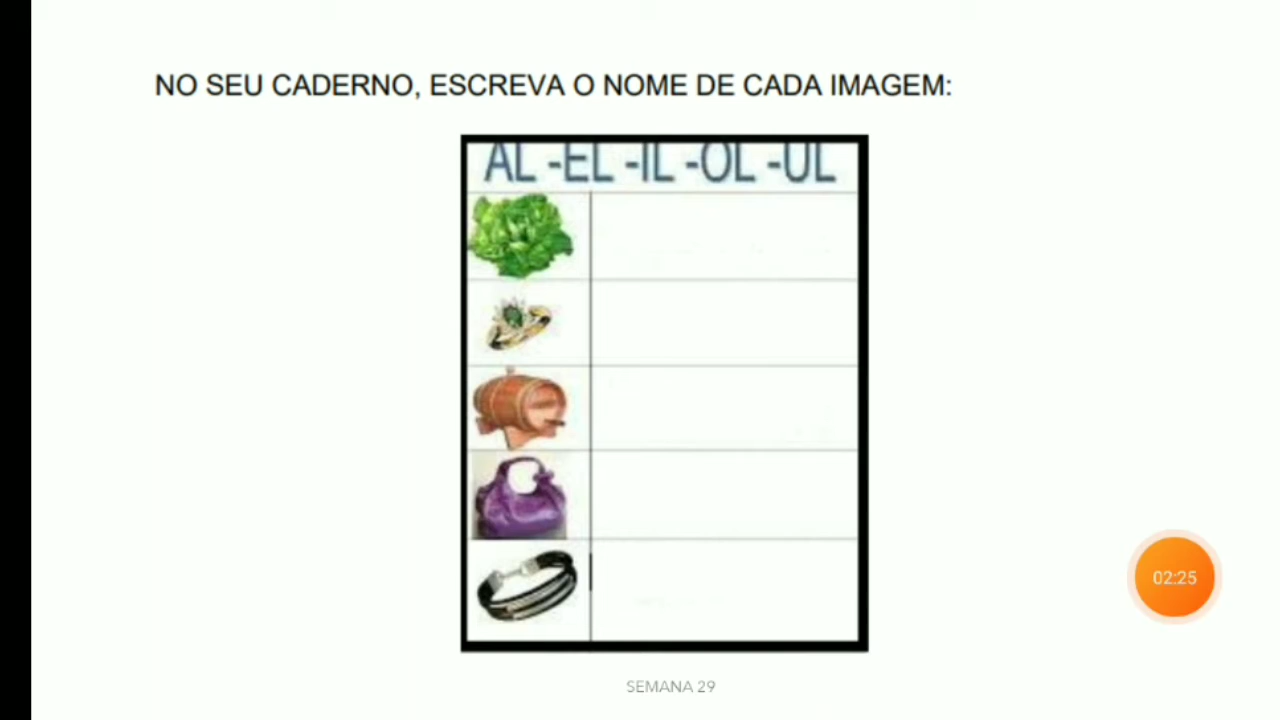 NO SEU CADERNO, ESCREVA O NOME DE CADA IMAGEM:
AL -EL -IL -OL -UL
02:25
SEMANA 29